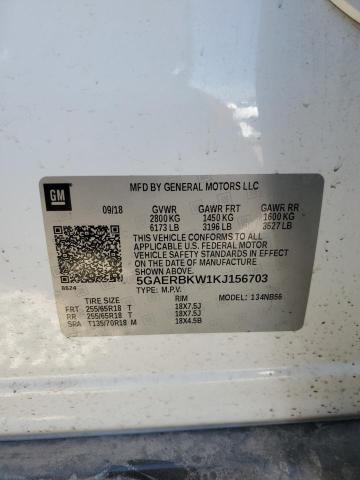 GM
MFD BY GENERAL MOTORS LLC
09/18 GVWR GAWR FRT GAWR RR
2800 KG 1450 KG 1600 KG
6173 LB 3196 LB 3527 LB
THIS VEHICLE CONFORMS TO ALL APPLICABLE
U.S. FEDERAL MOTOR
VEHICLE SAFETY STANDARDS IN EFFECT
ON THE DATE OF MANUFACTURE SHOWN ABOVE.
5GAERBKW1KJ156703
8624 TYPE: M.P.V.
TIRE SIZE RIM MODEL: 134NB56
FRT 255/65R18 T 18X7.5J
RR 255/65R18 T 18X7.5J
SPA T135/70R18 M 18X4.5B